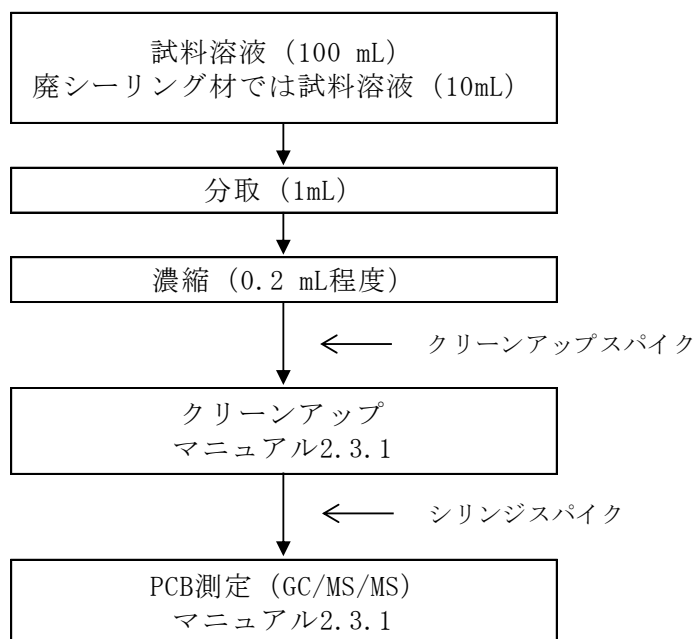 試料溶液（100 mL）
廃シーリング材では試料溶液（10mL）
分取（1mL）
濃縮（0.2 mL程度）
クリーンアップスパイク
クリーンアップ
マニュアル2.3.1
シリンジスパイク
PCB測定（GC/MS/MS）
マニュアル2.3.1